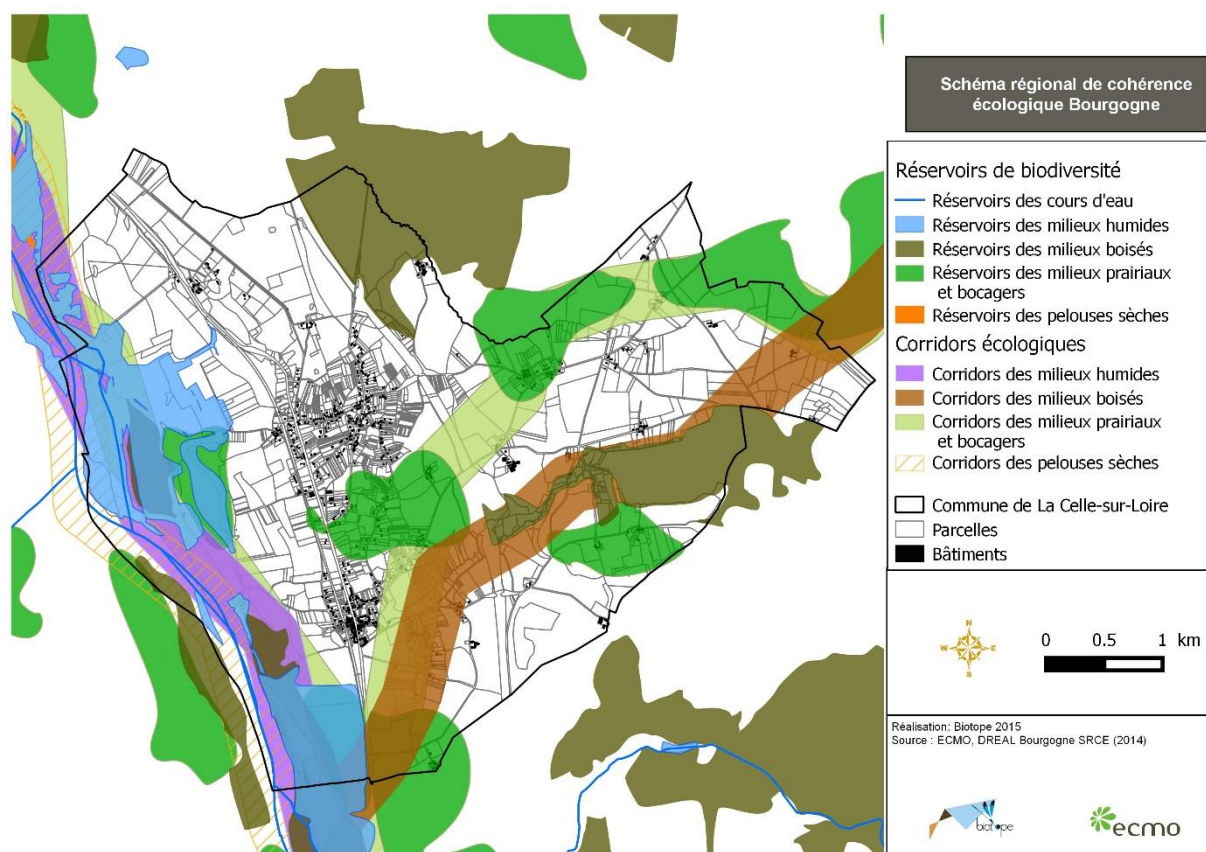 Schéma régional de cohérence
écologique Bourgogne
Réservoirs de biodiversité
Réservoirs des cours d'eau
Réservoirs des milieux humides
Réservoirs des milieux boisés
Réservoirs des milieux prairiaux
et bocagers
Réservoirs des pelouses sèches
Corridors écologiques
Corridors des milieux humides
Corridors des milieux boisés
Corridors des milieux prairiaux
et bocagers
Corridors des pelouses sèches
Commune de La Celle-sur-Loire
Parcelles
Bâtiments
N
W E
S
0 0.5 1 km
Réalisation: Biotope 2015
Source : ECMO, DREAL Bourgogne SRCE (2014)
biotope
ecmo